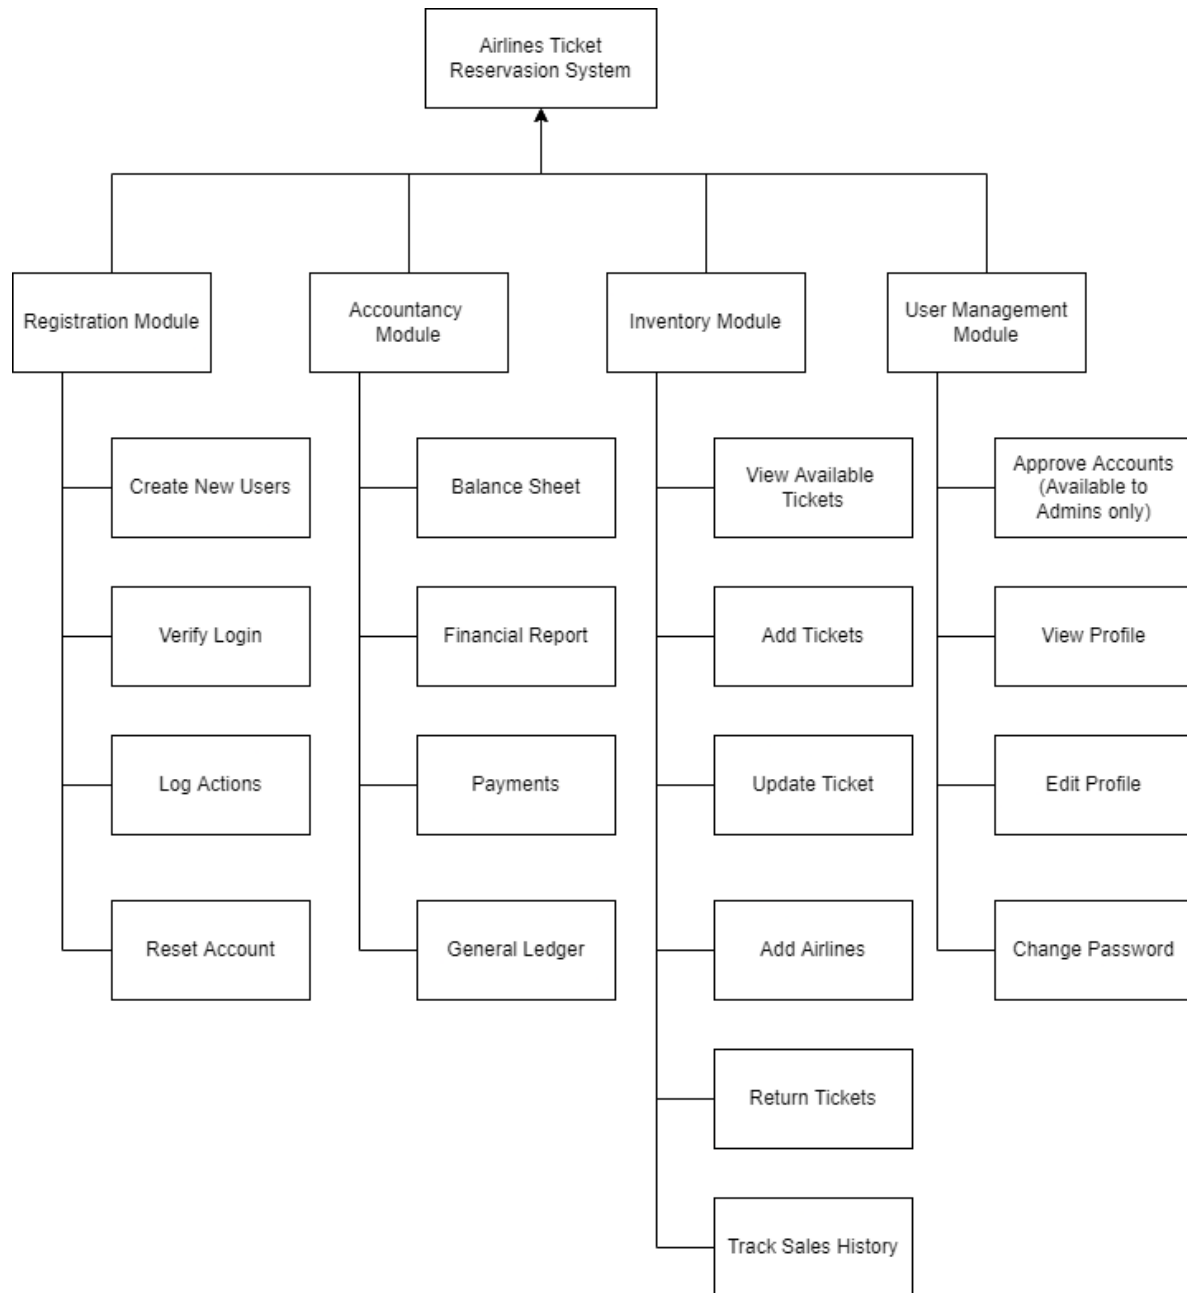 Airlines Ticket
Reservasion System
Registration Module
Accountancy
Module
Inventory Module
User Management
Module
Create New Users
Balance Sheet
View Available
Tickets
Approve Accounts
(Available to
Admins only)
Verify Login
Financial Report
Add Tickets
View Profile
Log Actions
Payments
Update Ticket
Edit Profile
Reset Account
General Ledger
Add Airlines
Change Password
Return Tickets
Track Sales History